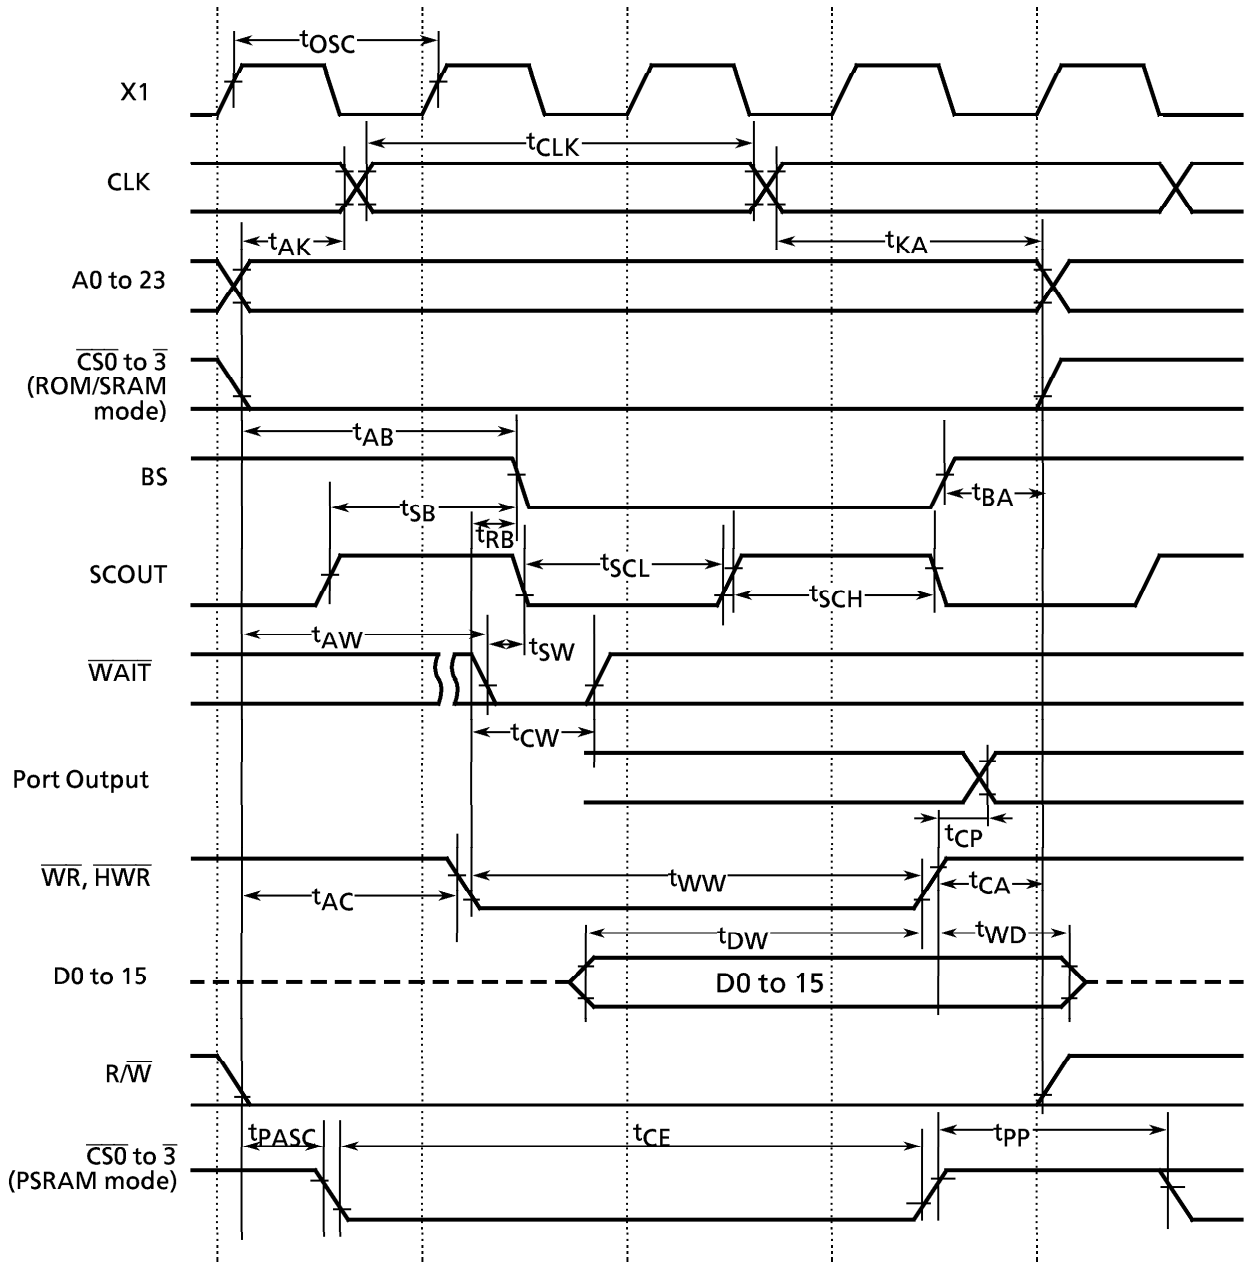 tOSC
X1
tCLK
CLK
tAK
tKA
A0 to 23
CS0 to 3
(ROM/SRAM
mode)
tAB
BS
tBA
tSB
tRB
SCOUT
tSCL
tSCH
tAW
tSW
WAIT
tCW
Port Output
tCP
WR, HWR
tWW
tCA
tAC
tDW
tWD
D0 to 15
D0 to 15
R/W
tPASC
tCE
tPP
CS0 to 3
(PSRAM mode)